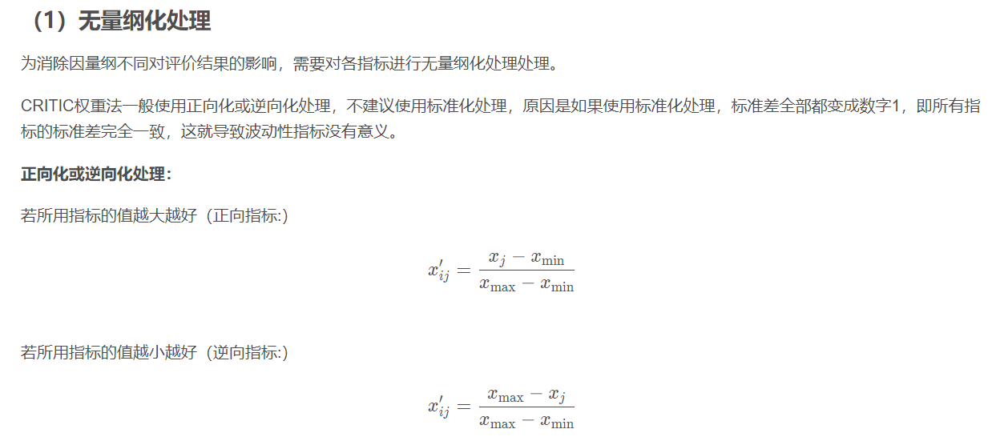 （1）无量纲化处理
为消除因量纲不同对评价结果的影响，需要对各指标进行无量纲化处理处理。
CRITIC权重法一般使用正向化或逆向化处理，不建议使用标准化处理，原因是如果使用标准化处理，标准差全部都变成数字1，即所有指
标的标准差完全一致，这就导致波动性指标没有意义。
正向化或逆向化处理：
若所用指标的值越大越好（正向指标:）
x′_{ij} = \frac{x_j − x_{min}}{x_{max} − x_{min}}
若所用指标的值越小越好（逆向指标:）
x′_{ij} = \frac{x_{max} − x_j}{x_{max} − x_{min}}